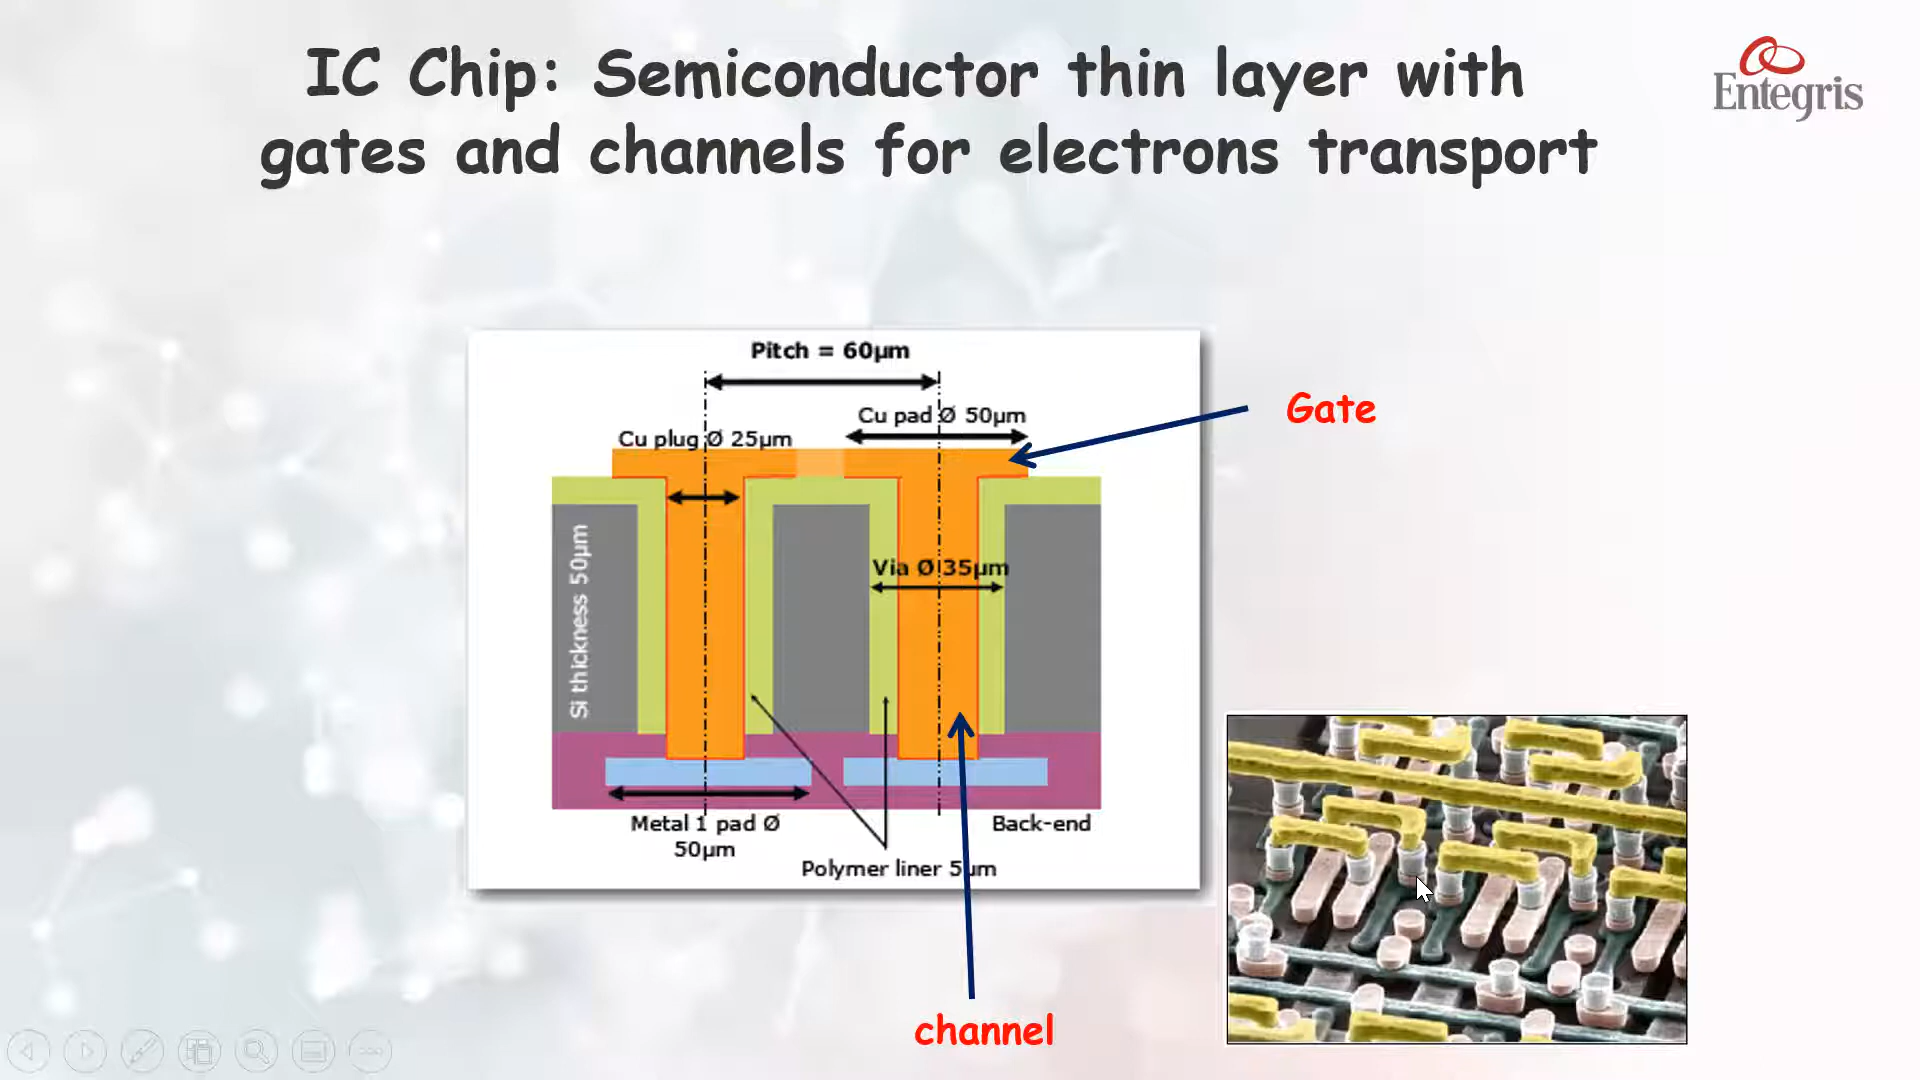 IC Chip: Semiconductor thin layer with
gates and channels for electrons transport
Entegris
Pitch = 60µm
Cu pad Ø 50µm
Cu plug Ø 25µm
Gate
Via Ø 35µm
Si thickness 50µm
Metal 1 pad Ø
50µm
Back-end
Polymer liner 5µm
channel